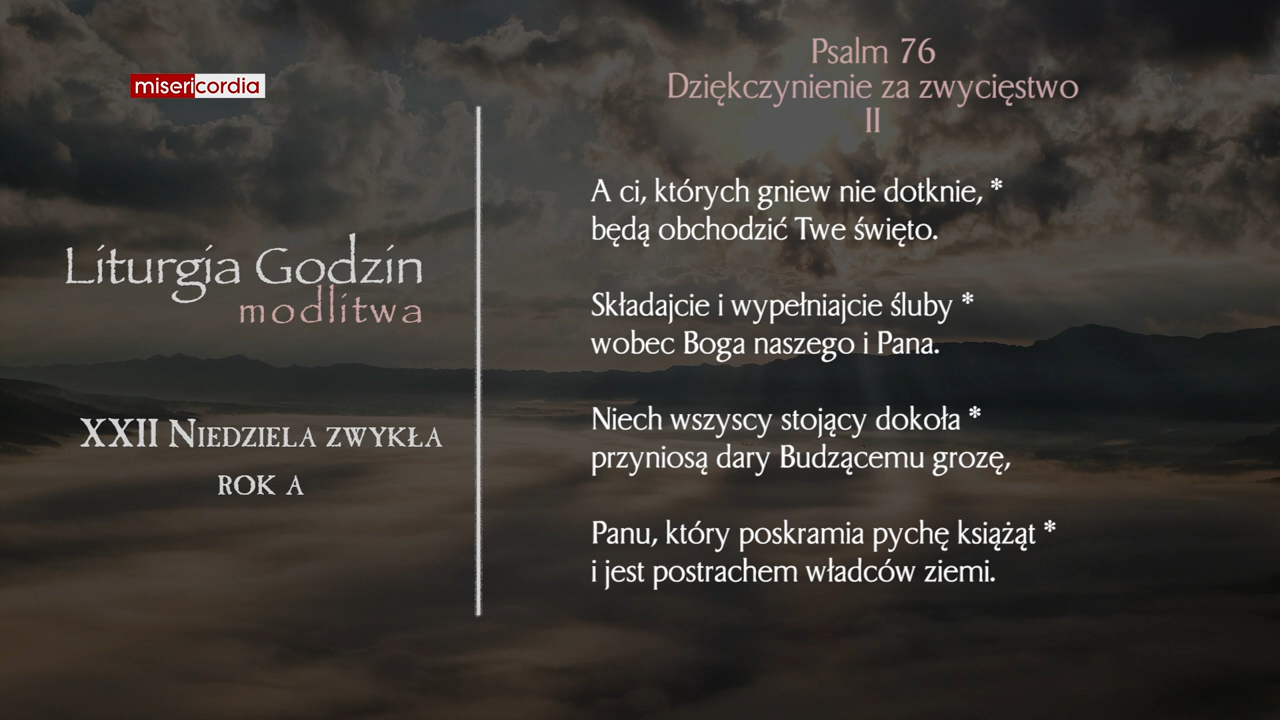 misericordia
Liturgia Godzin
modlitwa
XXII Niedziela zwykła
rok A
Psalm 76
Dziękczynienie za zwycięstwo
II
A ci, których gniew nie dotknie, *
będą obchodzić Twe święto.
Składajcie i wypełniajcie śluby *
wobec Boga naszego i Pana.
Niech wszyscy stojący dokoła *
przyniosą dary Budzącemu grozę,
Panu, który poskramia pychę książąt *
i jest postrachem władców ziemi.